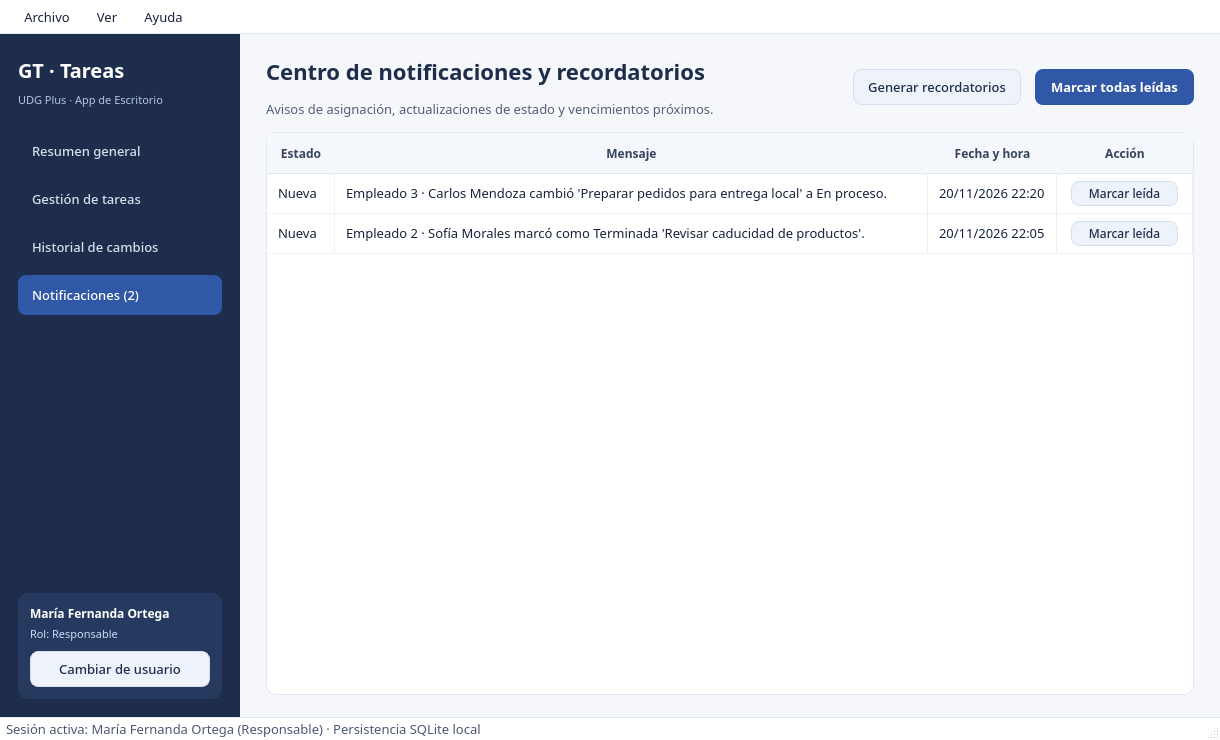 Archivo Ver Ayuda
GT · Tareas
UDG Plus · App de Escritorio
Resumen general
Gestión de tareas
Historial de cambios
Notificaciones (2)
María Fernanda Ortega
Rol: Responsable
Cambiar de usuario
Centro de notificaciones y recordatorios
Avisos de asignación, actualizaciones de estado y vencimientos próximos.
Generar recordatorios Marcar todas leídas
Estado Mensaje Fecha y hora Acción
Nueva Empleado 3 · Carlos Mendoza cambió 'Preparar pedidos para entrega local' a En proceso. 20/11/2026 22:20 Marcar leída
Nueva Empleado 2 · Sofía Morales marcó como Terminada 'Revisar caducidad de productos'. 20/11/2026 22:05 Marcar leída
Sesión activa: María Fernanda Ortega (Responsable) · Persistencia SQLite local